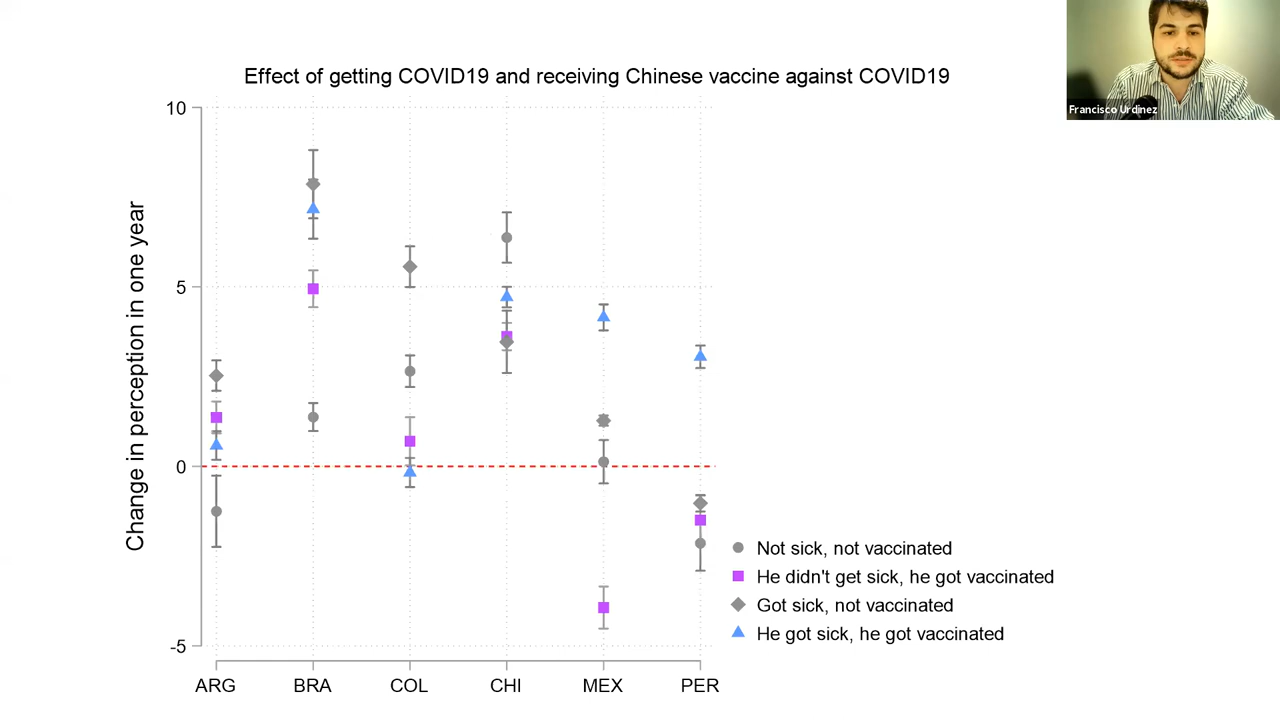 Francisco Urdinez
Effect of getting COVID19 and receiving Chinese vaccine against COVID19
Change in perception in one year
10
5
0
-5
ARG BRA COL CHI MEX PER
Not sick, not vaccinated
He didn't get sick, he got vaccinated
Got sick, not vaccinated
He got sick, he got vaccinated